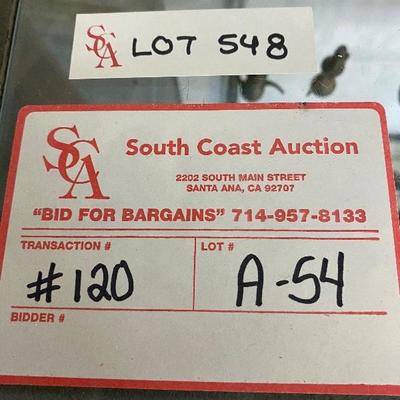 SCA LOT 548
SCA South Coast Auction
2202 SOUTH MAIN STREET
SANTA ANA, CA 92707
"BID FOR BARGAINS" 714-957-8133
TRANSACTION # LOT #
#120 A-54
BIDDER #